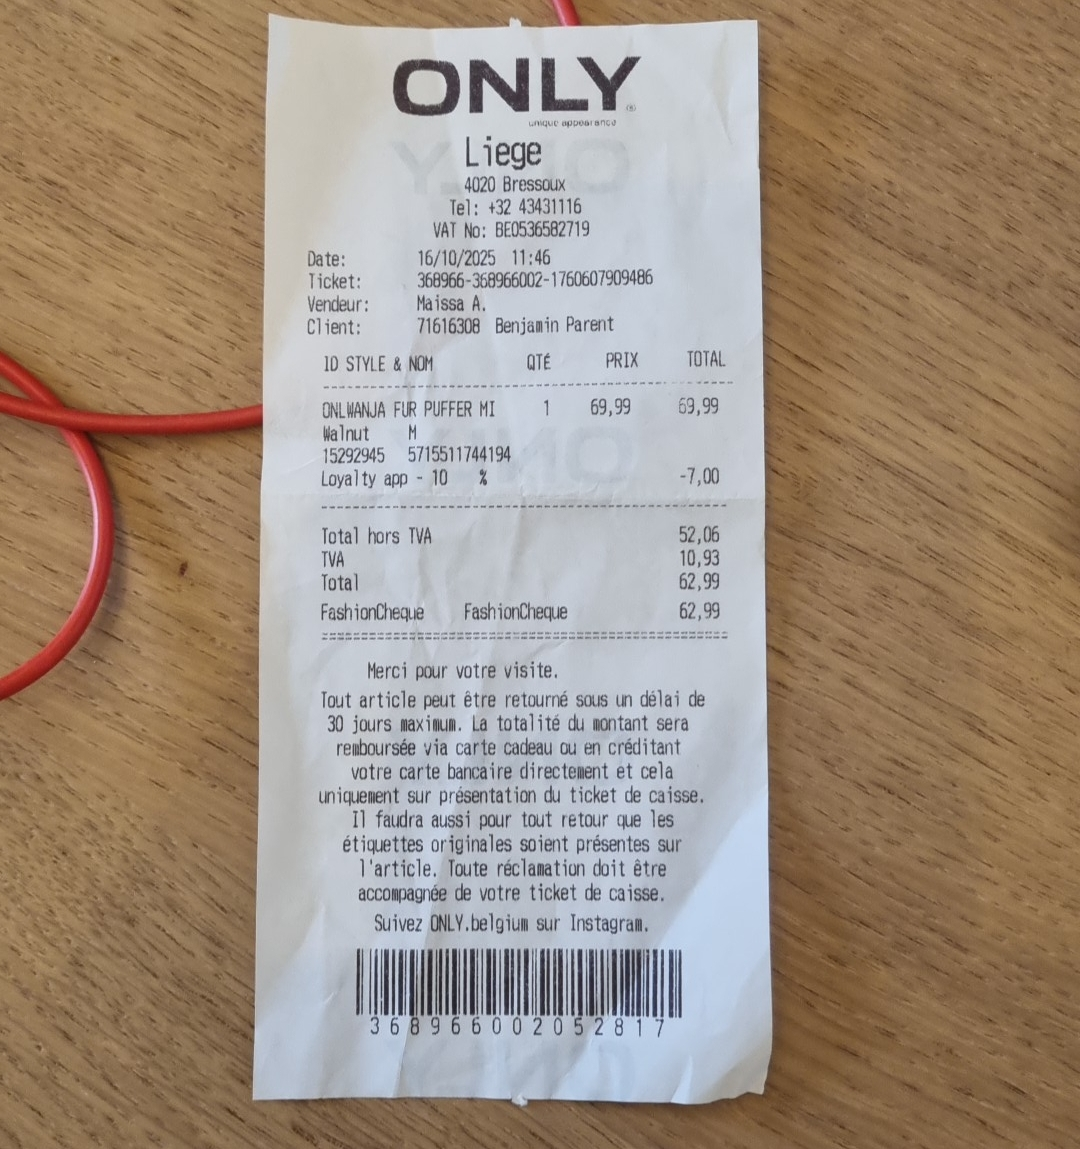 ONLY®
unique appearance
Liege
4020 Bressoux
Tel: +32 43431116
VAT No: BE0536582719
Date: 16/10/2025 11:46
Ticket: 368966-368966002-1760607909486
Vendeur: Maissa A.
Client: 71616308 Benjamin Parent
ID STYLE & NOM QTÉ PRIX TOTAL
ONLWANJA FUR PUFFER MI 1 69,99 69,99
Walnut M
15292945 5715511744194
Loyalty app - 10 % -7,00
Total hors TVA 52,06
TVA 10,93
Total 62,99
FashionCheque FashionCheque 62,99
Merci pour votre visite.
Tout article peut être retourné sous un délai de
30 jours maximum. La totalité du montant sera
remboursée via carte cadeau ou en créditant
votre carte bancaire directement et cela
uniquement sur présentation du ticket de caisse.
Il faudra aussi pour tout retour que les
étiquettes originales soient présentes sur
l'article. Toute réclamation doit être
accompagnée de votre ticket de caisse.
Suivez ONLY.belgium sur Instagram.
368966002052817